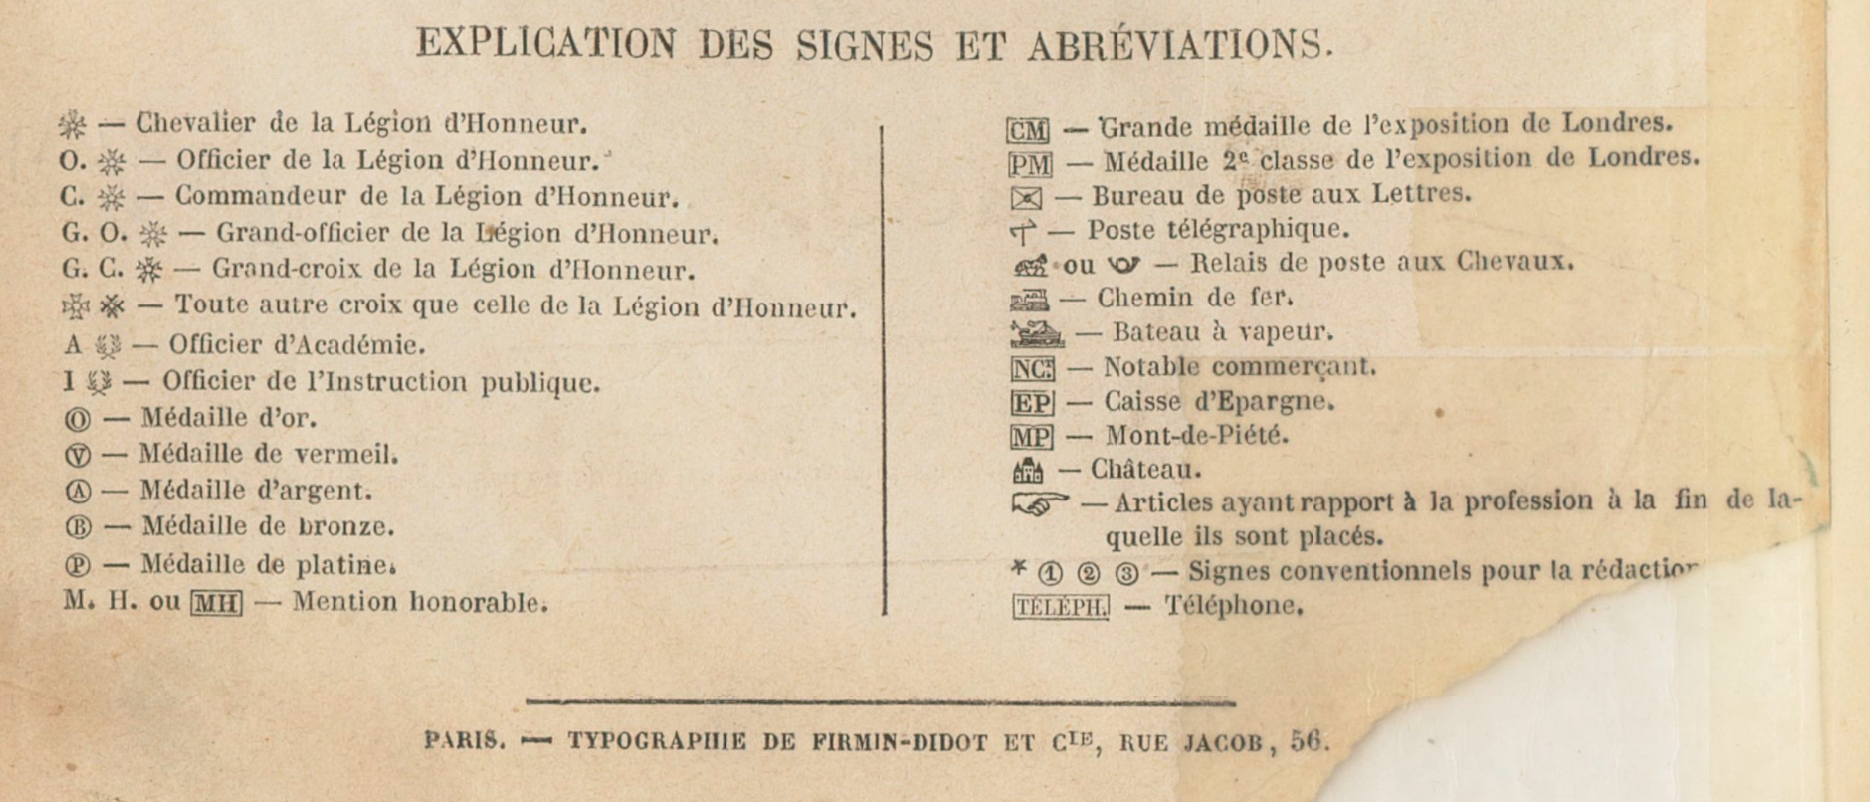 EXPLICATION DES SIGNES ET ABRÉVIATIONS.
— Chevalier de la Légion d'Honneur.
O. — Officier de la Légion d'Honneur.
C. — Commandeur de la Légion d'Honneur.
G. O. — Grand-officier de la Légion d'Honneur.
G. C. — Grand-croix de la Légion d'Honneur.
— Toute autre croix que celle de la Légion d'Honneur.
A — Officier d'Académie.
I — Officier de l'Instruction publique.
Ⓞ — Médaille d'or.
Ⓥ — Médaille de vermeil.
Ⓐ — Médaille d'argent.
Ⓑ — Médaille de bronze.
Ⓟ — Médaille de platine.
M. H. ou MH — Mention honorable.
CM — Grande médaille de l'exposition de Londres.
PM — Médaille 2e classe de l'exposition de Londres.
— Bureau de poste aux Lettres.
— Poste télégraphique.
ou — Relais de poste aux Chevaux.
— Chemin de fer.
— Bateau à vapeur.
NC — Notable commerçant.
EP — Caisse d'Epargne.
MP — Mont-de-Piété.
— Château.
— Articles ayant rapport à la profession à la fin de la-
quelle ils sont placés.
* ① ② ③ — Signes conventionnels pour la rédaction
TÉLÉPH. — Téléphone.
PARIS. — TYPOGRAPHIE DE FIRMIN-DIDOT ET CIE, RUE JACOB, 56.